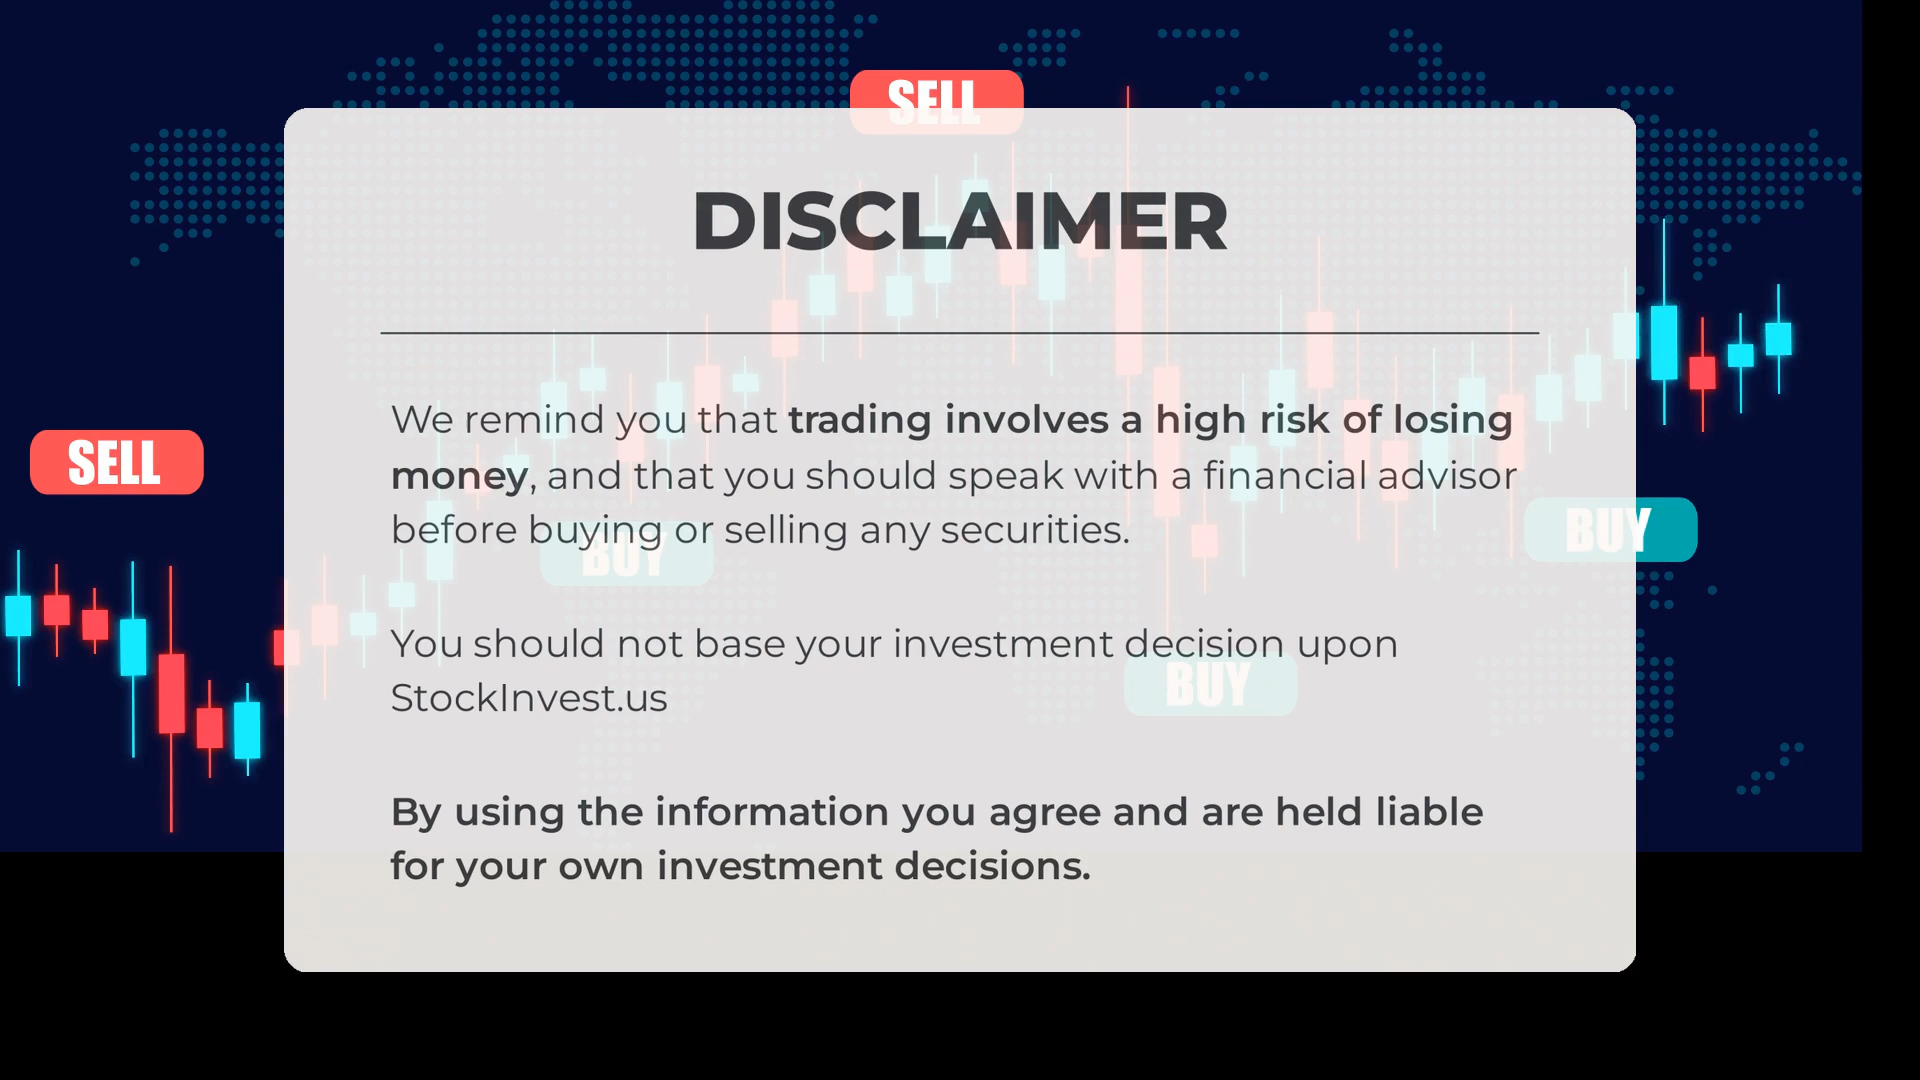 SELL
DISCLAIMER
We remind you that trading involves a high risk of losing
money, and that you should speak with a financial advisor
before buying or selling any securities.
SELL
BUY
BUY
You should not base your investment decision upon
StockInvest.us
BUY
By using the information you agree and are held liable
for your own investment decisions.